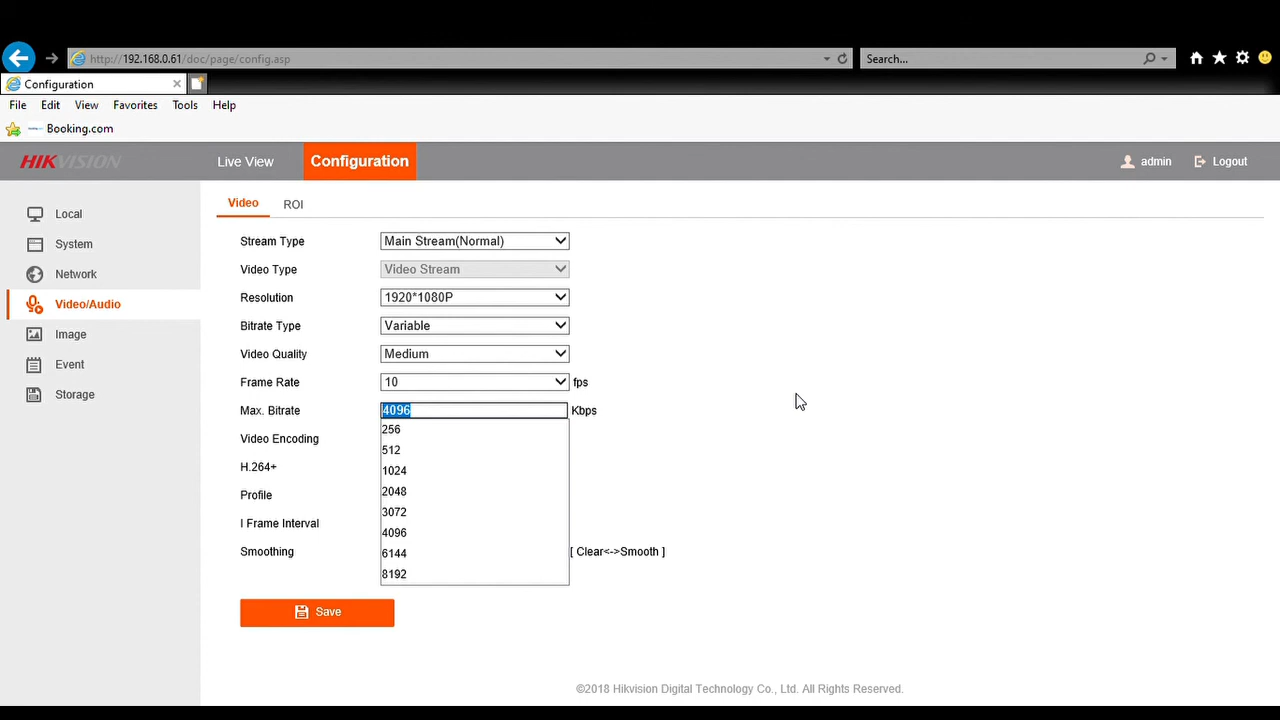 http://192.168.0.61/doc/page/config.asp
Search...
Configuration
File Edit View Favorites Tools Help
Booking.com
HIKVISION
Live View
Configuration
admin
Logout
Local
System
Network
Video/Audio
Image
Event
Storage
Video
ROI
Stream Type Main Stream(Normal)
Video Type Video Stream
Resolution 1920*1080P
Bitrate Type Variable
Video Quality Medium
Frame Rate 10 fps
Max. Bitrate 4096 Kbps
256
Video Encoding
512
H.264+
1024
Profile
2048
3072
I Frame Interval
4096
Smoothing
6144
[ Clear<->Smooth ]
8192
Save
©2018 Hikvision Digital Technology Co., Ltd. All Rights Reserved.